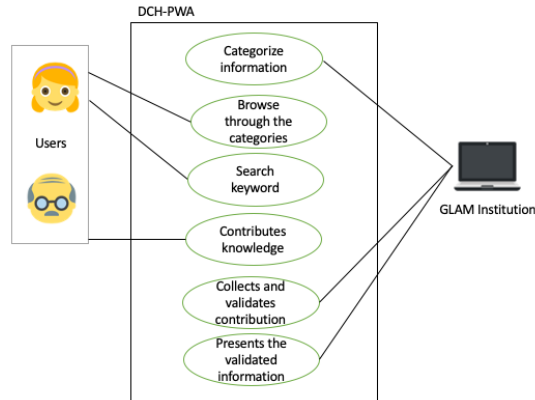 DCH-PWA
Categorize
information
Browse
through the
categories
Users
Search
keyword
GLAM Institution
Contributes
knowledge
Collects and
validates
contribution
Presents the
validated
information